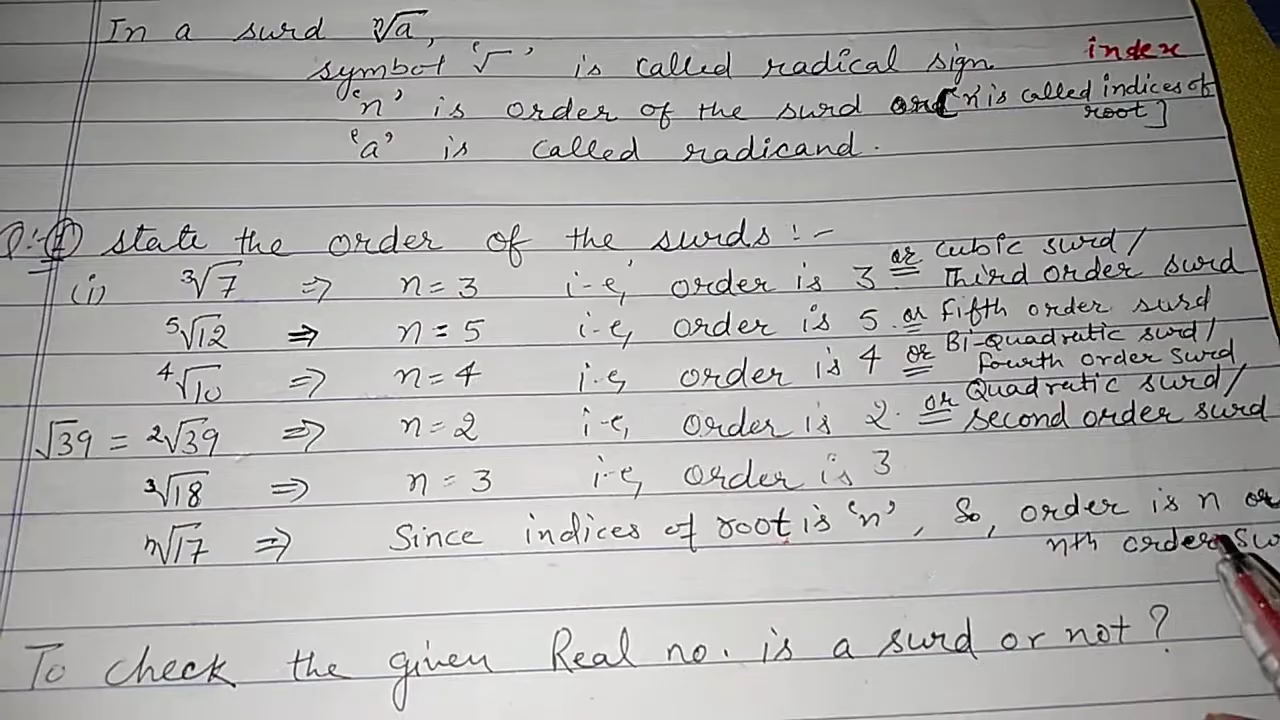 In a surd ⁿ√a,
symbol '√' is called radical sign. index
'n' is order of the surd or ['n' is called indices of root]
'a' is called radicand.
Q:-① State the order of the surds :-
(i) ³√7 ⇒ n = 3 i-e, order is 3 or Cubic surd / Third order surd
⁵√12 ⇒ n = 5 i-e, order is 5. or Fifth order surd
⁴√10 ⇒ n = 4 i-e, order is 4 or Bi-Quadratic surd / fourth order surd
√39 = ²√39 ⇒ n = 2 i-e, order is 2. or Quadratic surd / second order surd
³√18 ⇒ n = 3 i-e, order is 3
ⁿ√17 ⇒ Since indices of root is 'n', So, order is n or
nth order su
To check the given Real no. is a surd or not?